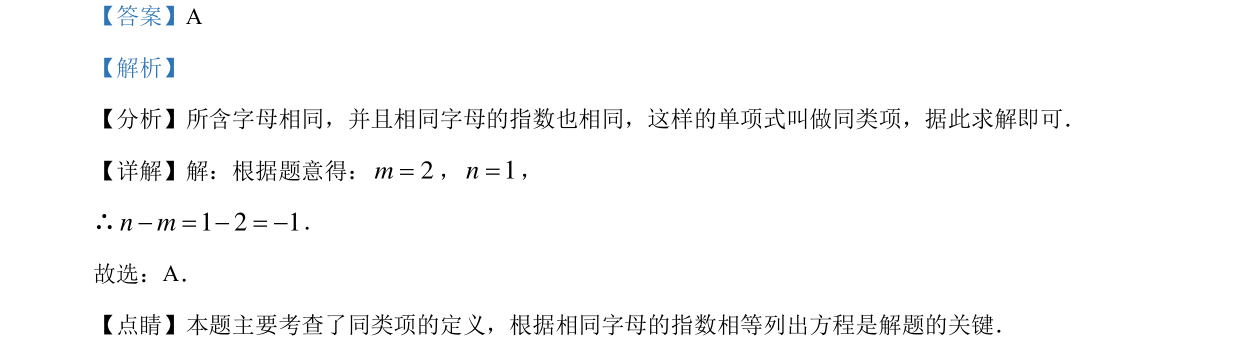 【答案】A
【解析】
【分析】所含字母相同，并且相同字母的指数也相同，这样的单项式叫做同类项，据此求解即可．
【详解】解：根据题意得：m = 2，n = 1，
∴ n − m = 1 − 2 = −1．
故选：A．
【点睛】本题主要考查了同类项的定义，根据相同字母的指数相等列出方程是解题的关键．